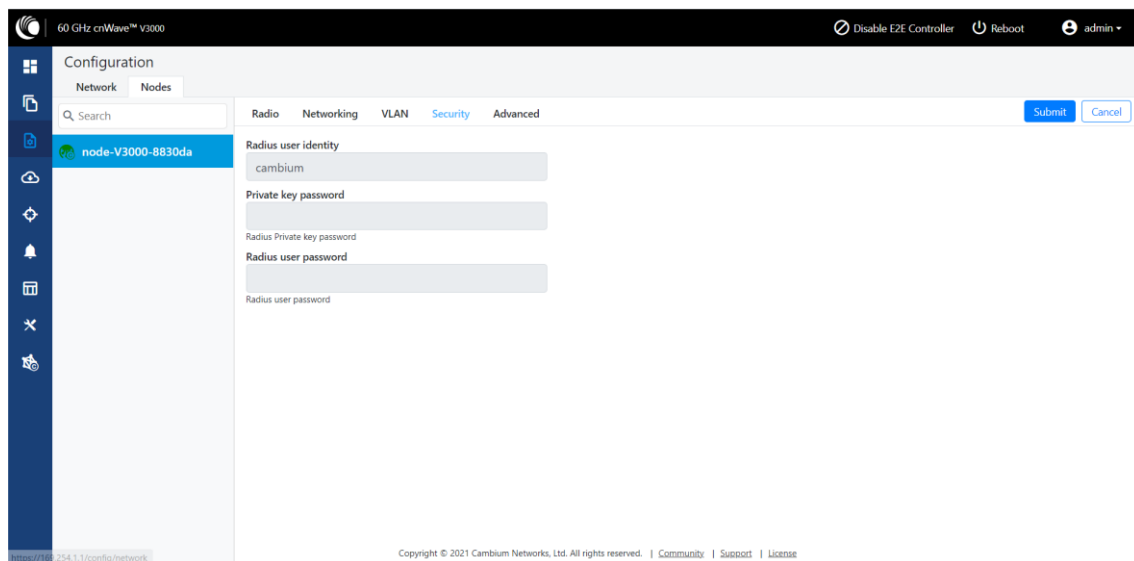 60 GHz cnWave™ V3000
Disable E2E Controller
Reboot
admin
Configuration
Network Nodes
Search
node-V3000-8830da
Radio Networking VLAN Security Advanced
Submit Cancel
Radius user identity
cambium
Private key password
Radius Private key password
Radius user password
Radius user password
https://169.254.1.1/config/network
Copyright © 2021 Cambium Networks, Ltd. All rights reserved. | Community | Support | License